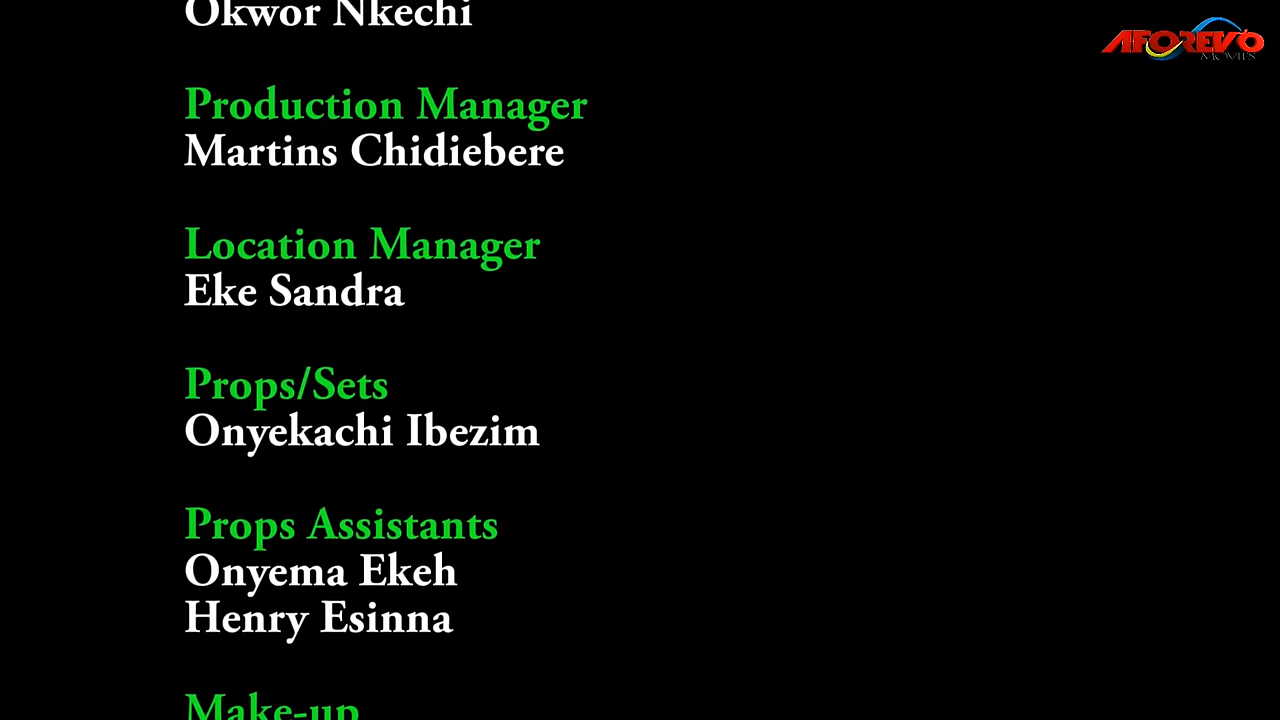 Okwor Nkechi
AFOREVO
MOVIES
Production Manager
Martins Chidiebere
Location Manager
Eke Sandra
Props/Sets
Onyekachi Ibezim
Props Assistants
Onyema Ekeh
Henry Esinna
Make-up